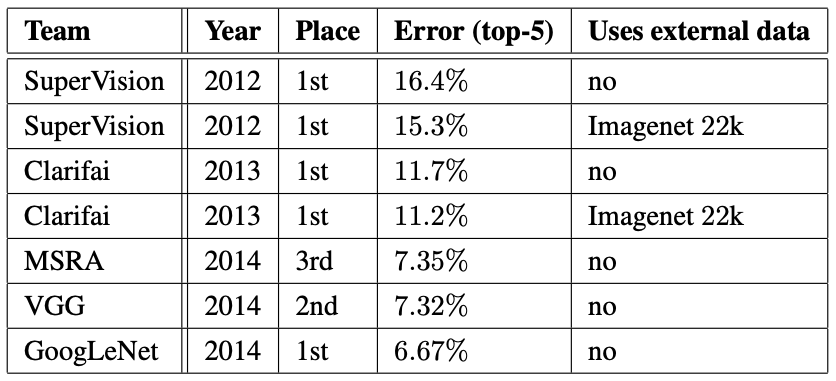 Team Year Place Error (top-5) Uses external data
SuperVision 2012 1st 16.4% no
SuperVision 2012 1st 15.3% Imagenet 22k
Clarifai 2013 1st 11.7% no
Clarifai 2013 1st 11.2% Imagenet 22k
MSRA 2014 3rd 7.35% no
VGG 2014 2nd 7.32% no
GoogLeNet 2014 1st 6.67% no